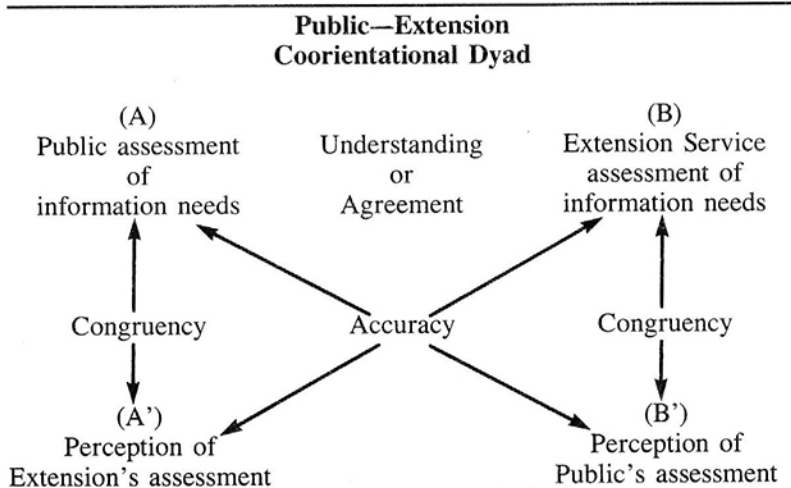 Public—Extension
Coorientational Dyad
(A)
Public assessment
of
information needs
Understanding
or
Agreement
(B)
Extension Service
assessment of
information needs
Congruency
Accuracy
Congruency
(A')
Perception of
Extension's assessment
(B')
Perception of
Public's assessment